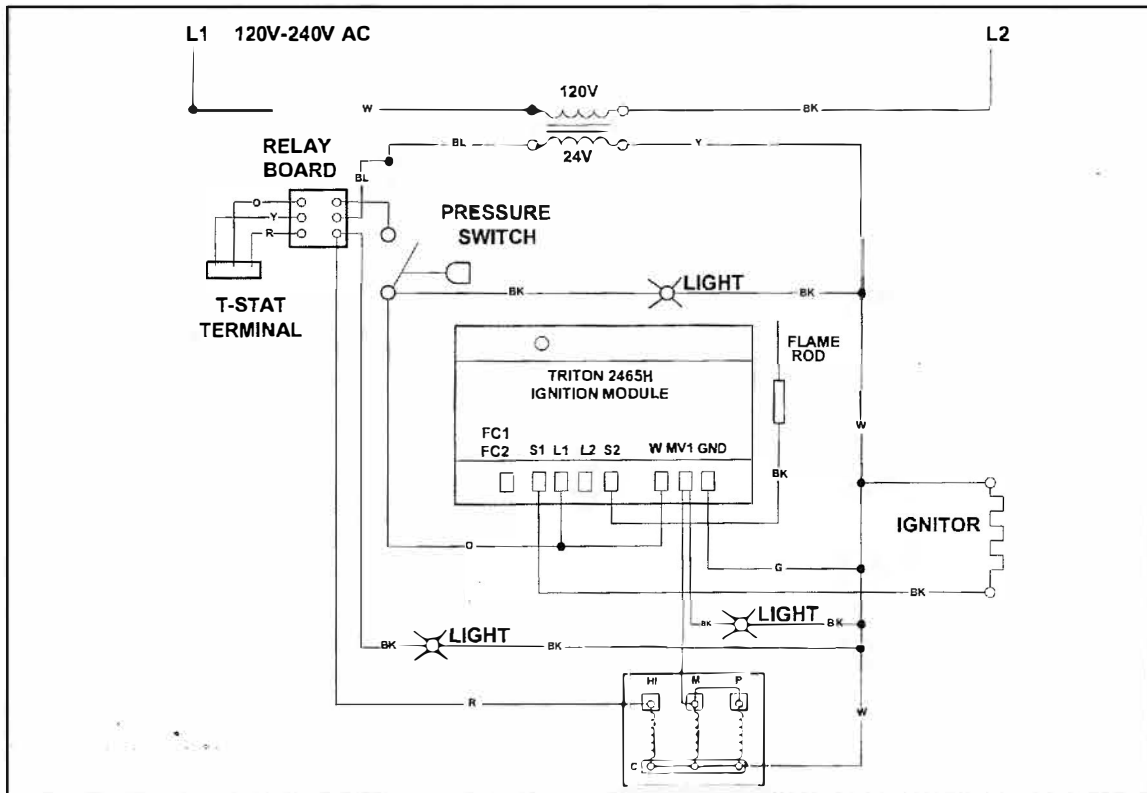 L1 120V-240V AC L2
120V
W BK
BL 24V Y
RELAY
BOARD
BL
O
Y
R
PRESSURE
SWITCH
T-STAT
TERMINAL
BK LIGHT BK
TRITON 2465H
IGNITION MODULE
FLAME
ROD
FC1
FC2 S1 L1 L2 S2 W MV1 GND
W
BK
IGNITOR
O
G
BK
LIGHT
BK BK
LIGHT
BK BK
HI M P
R
W
C